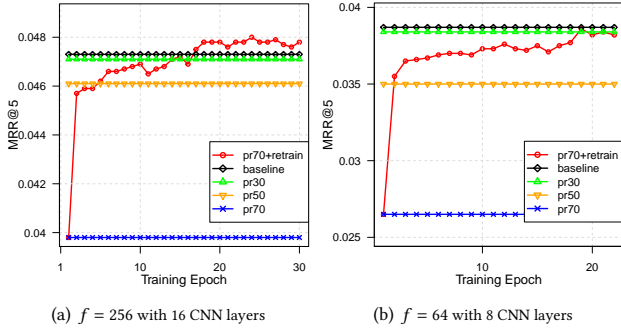 0.048
0.046
0.044
0.042
0.04
MRR@5
pr70+retrain
baseline
pr30
pr50
pr70
1 10 20 30
Training Epoch
(a) f = 256 with 16 CNN layers
0.04
0.035
0.03
0.025
MRR@5
pr70+retrain
baseline
pr30
pr50
pr70
10 20
Training Epoch
(b) f = 64 with 8 CNN layers